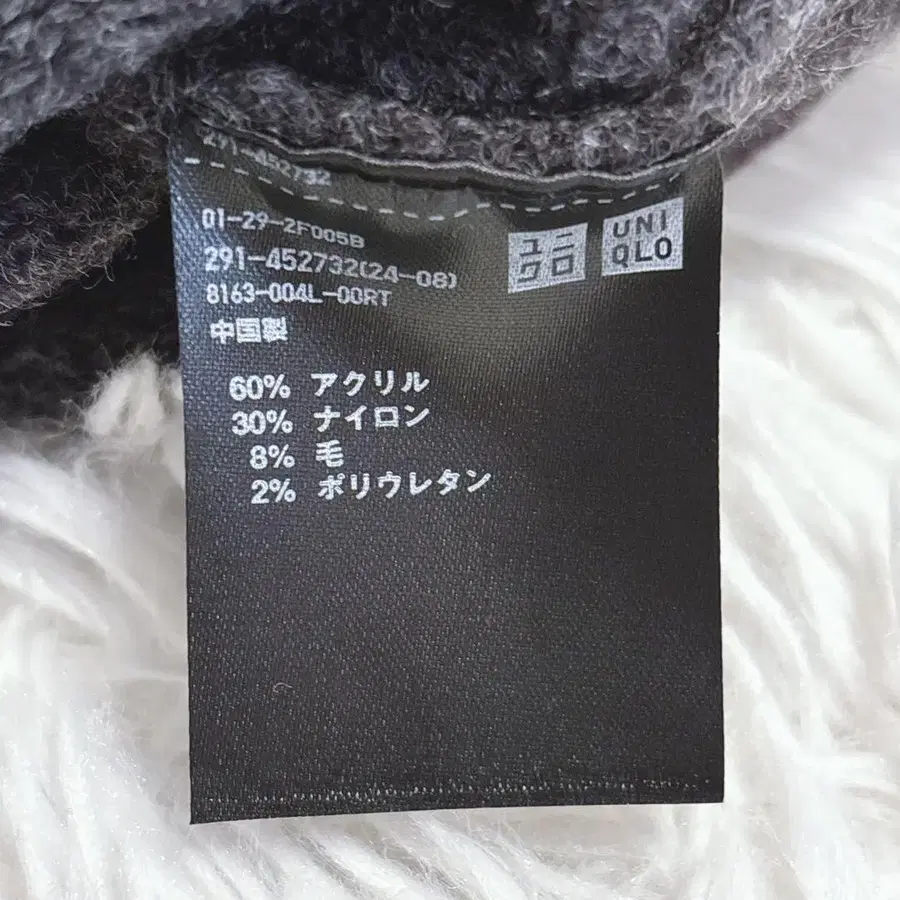 291-452732
01-29-2F005B
291-452732(24-08)
8163-004L-00RT
ユニ
クロ
UNI
QLO
中国製
60% アクリル
30% ナイロン
8% 毛
2% ポリウレタン